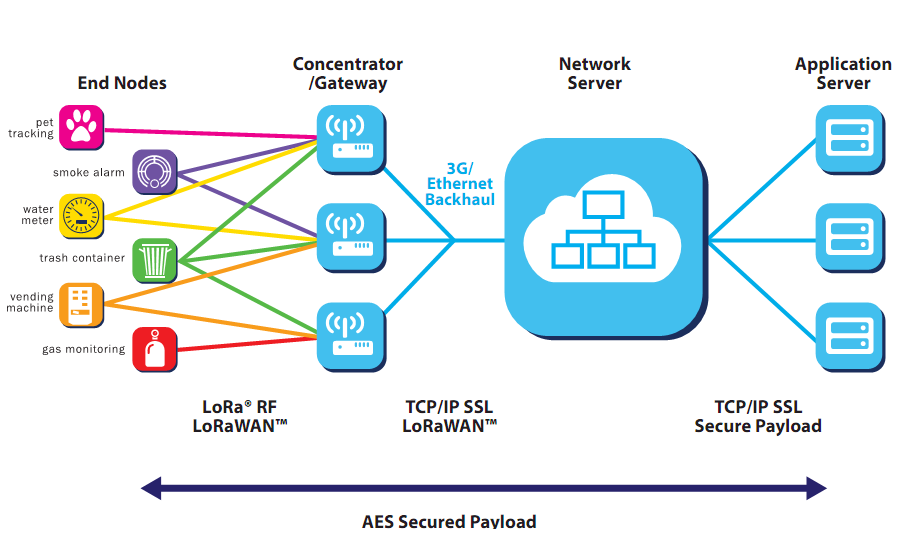 End Nodes
Concentrator
/Gateway
Network
Server
Application
Server
pet
tracking
smoke alarm
water
meter
trash container
vending
machine
gas monitoring
3G/
Ethernet
Backhaul
LoRa® RF
LoRaWAN™
TCP/IP SSL
LoRaWAN™
TCP/IP SSL
Secure Payload
AES Secured Payload